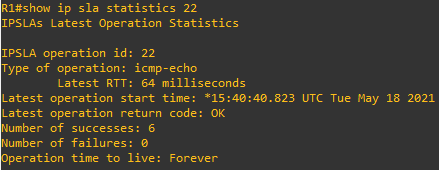 R1#show ip sla statistics 22
IPSLAs Latest Operation Statistics

IPSLA operation id: 22
Type of operation: icmp-echo
        Latest RTT: 64 milliseconds
Latest operation start time: *15:40:40.823 UTC Tue May 18 2021
Latest operation return code: OK
Number of successes: 6
Number of failures: 0
Operation time to live: Forever